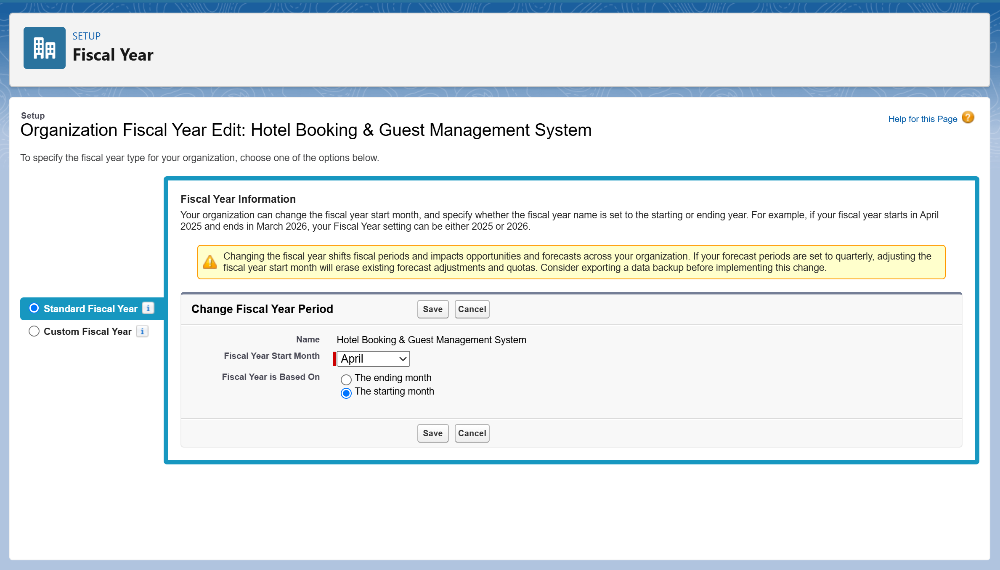 SETUP
Fiscal Year
Setup
Organization Fiscal Year Edit: Hotel Booking & Guest Management System
Help for this Page ?
To specify the fiscal year type for your organization, choose one of the options below.
Standard Fiscal Year i
Custom Fiscal Year i
Fiscal Year Information
Your organization can change the fiscal year start month, and specify whether the fiscal year name is set to the starting or ending year. For example, if your fiscal year starts in April
2025 and ends in March 2026, your Fiscal Year setting can be either 2025 or 2026.
Changing the fiscal year shifts fiscal periods and impacts opportunities and forecasts across your organization. If your forecast periods are set to quarterly, adjusting the
fiscal year start month will erase existing forecast adjustments and quotas. Consider exporting a data backup before implementing this change.
Change Fiscal Year Period Save Cancel
Name Hotel Booking & Guest Management System
Fiscal Year Start Month April
Fiscal Year is Based On The ending month
The starting month
Save Cancel